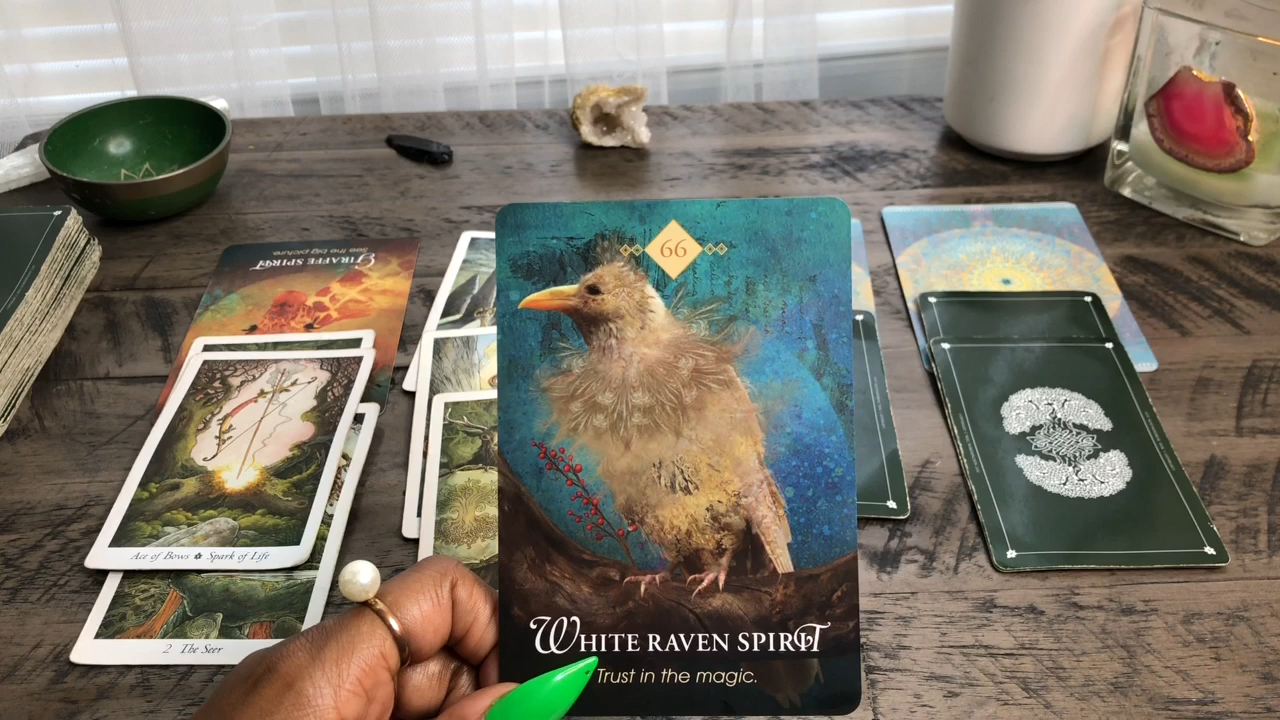 66
WHITE RAVEN SPIRIT
Trust in the magic.
GIRAFFE SPIRIT
See the big picture
Ace of Bows Spark of Life
2 The Seer